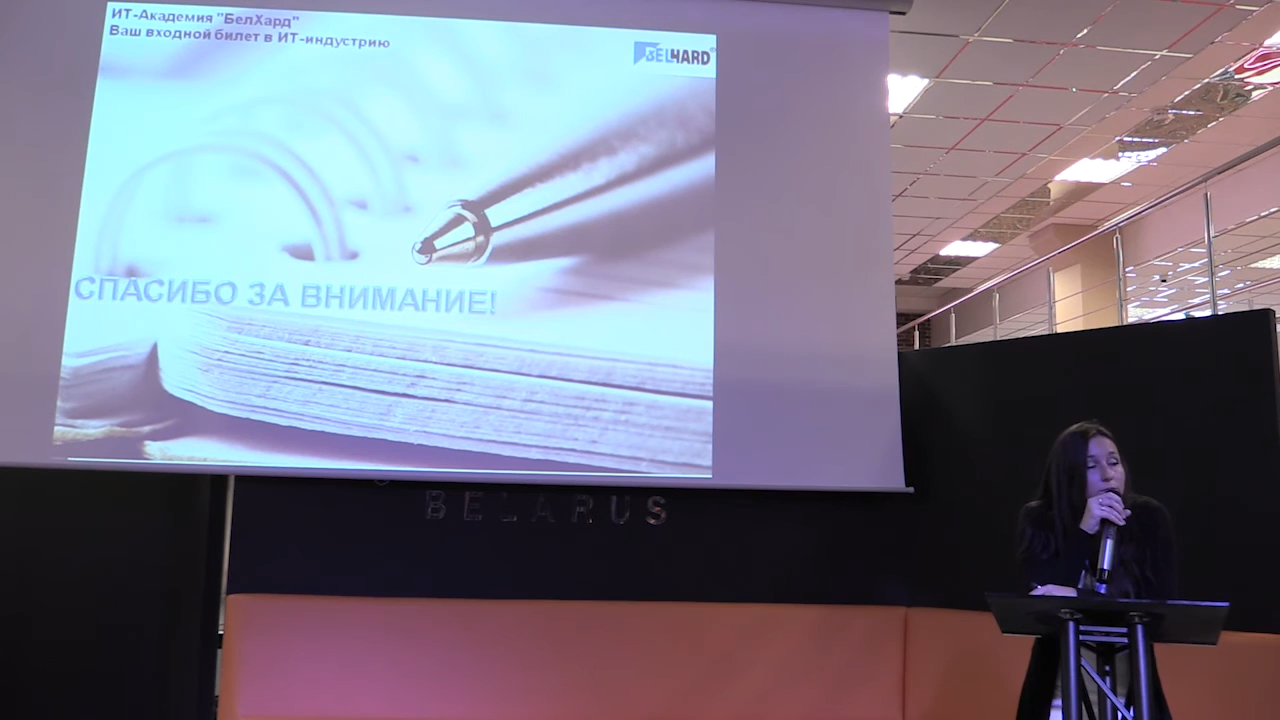 ИТ-Академия "БелХард"
Ваш входной билет в ИТ-индустрию
BELHARD
СПАСИБО ЗА ВНИМАНИЕ!
BELARUS